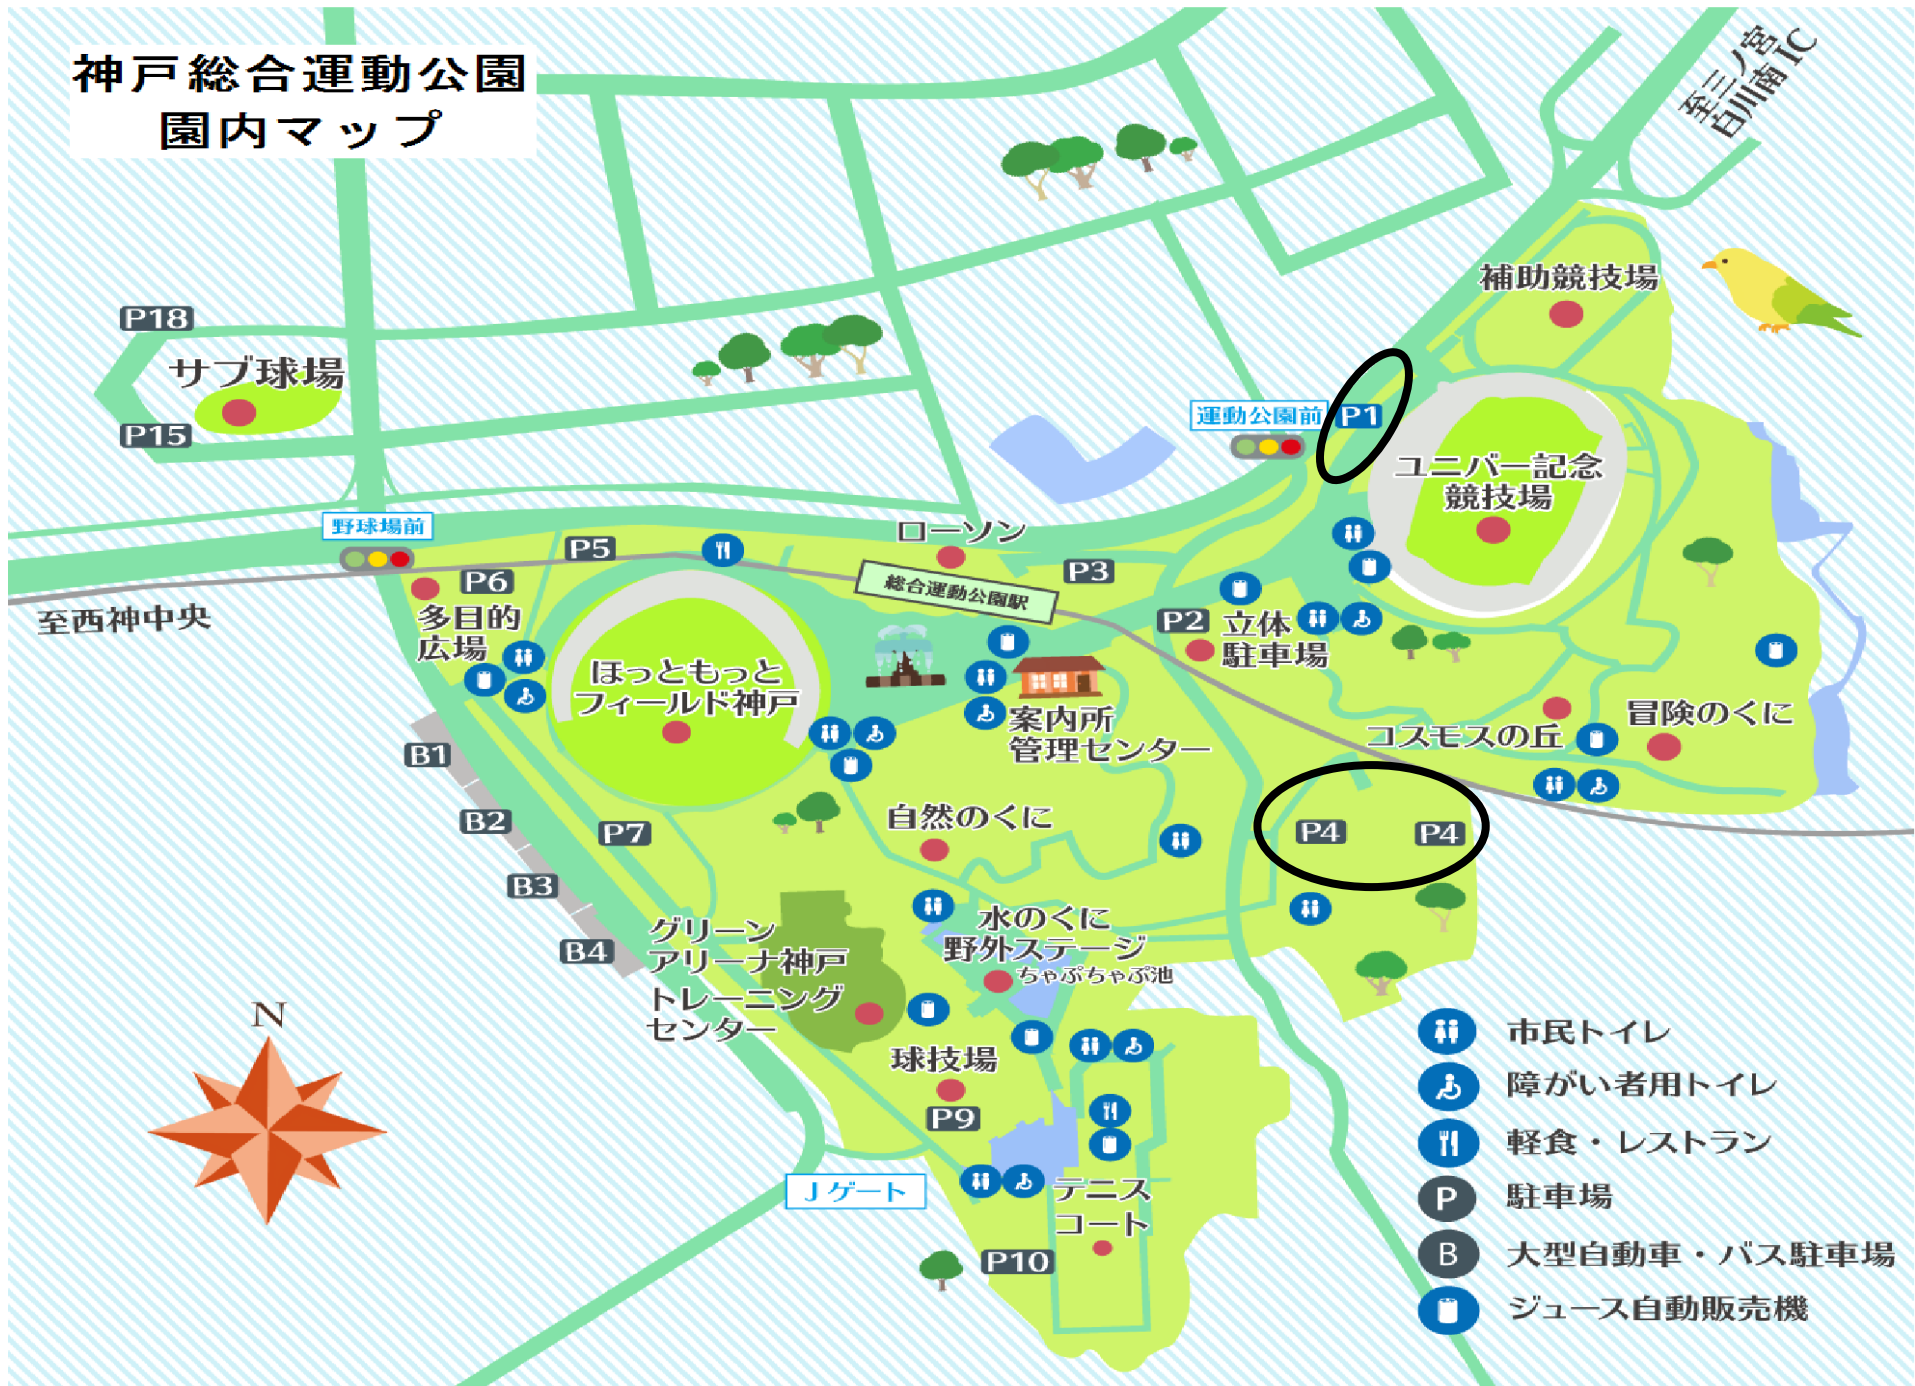 神戸総合運動公園
園内マップ
至三ノ宮
白川南IC
補助競技場
P18
サブ球場
P15
運動公園前
P1
ユニバー記念
競技場
野球場前
P5
ローソン
P6
総合運動公園駅
P3
至西神中央
多目的
広場
P2
立体
駐車場
ほっともっと
フィールド神戸
案内所
管理センター
コスモスの丘
冒険のくに
B1
B2
P7
自然のくに
P4
P4
B3
B4
グリーン
アリーナ神戸
トレーニング
センター
水のくに
野外ステージ
ちゃぷちゃぷ池
N
球技場
P9
Jゲート
テニス
コート
P10
市民トイレ
障がい者用トイレ
軽食・レストラン
P 駐車場
B 大型自動車・バス駐車場
ジュース自動販売機